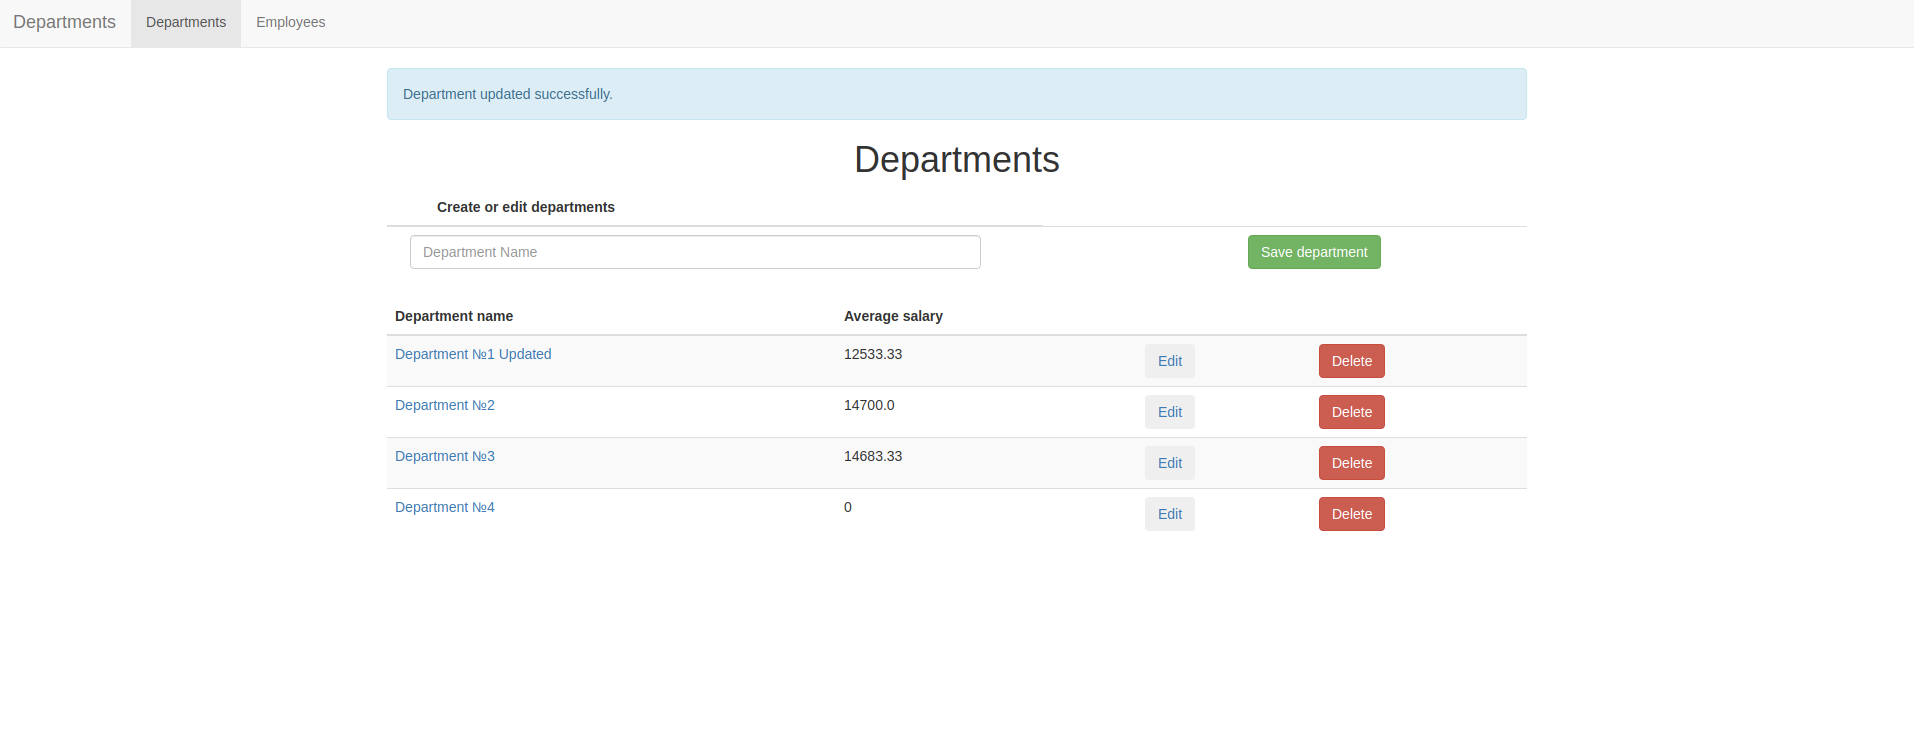 Departments Departments Employees
Department updated successfully.
Departments
Create or edit departments
Department Name Save department
Department name Average salary
Department №1 Updated 12533.33 Edit Delete
Department №2 14700.0 Edit Delete
Department №3 14683.33 Edit Delete
Department №4 0 Edit Delete